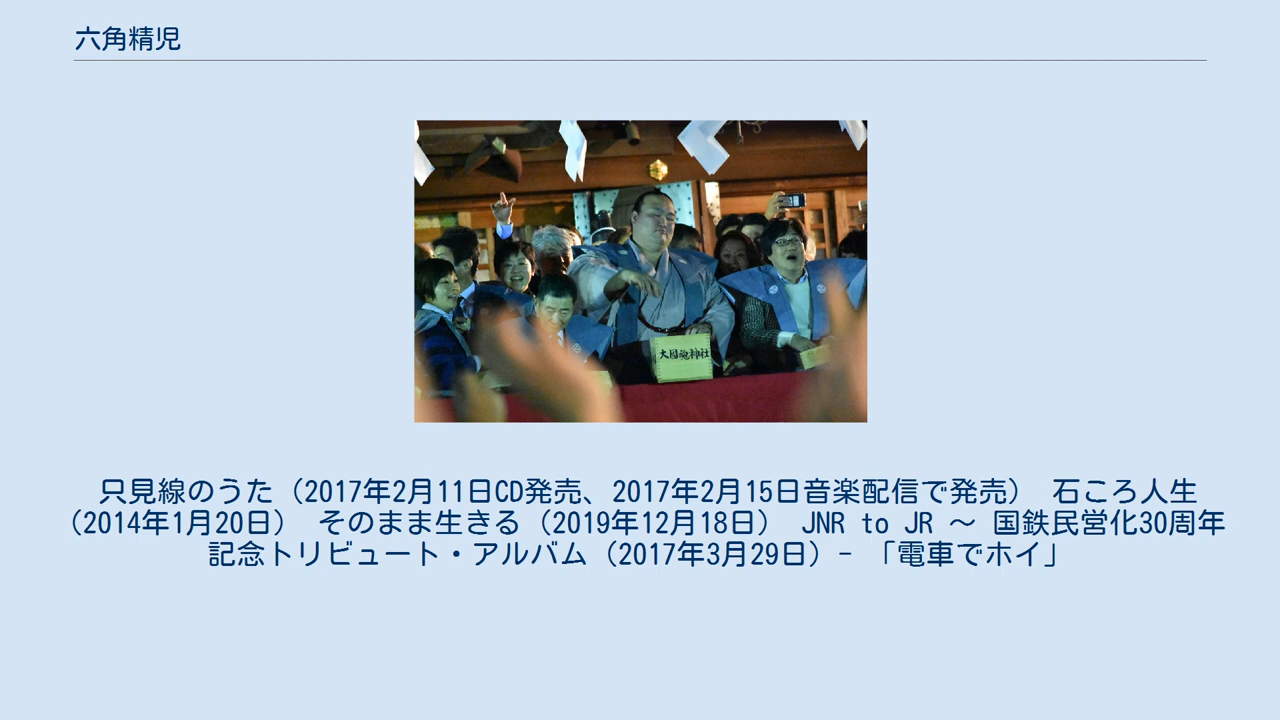 六角精児
大國魂神社
只見線のうた（2017年2月11日CD発売、2017年2月15日音楽配信で発売） 石ころ人生
（2014年1月20日） そのまま生きる（2019年12月18日） JNR to JR ～ 国鉄民営化30周年
記念トリビュート・アルバム（2017年3月29日）- 「電車でホイ」